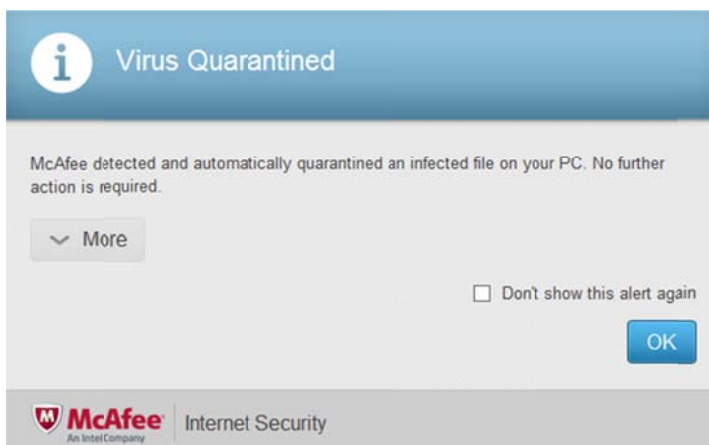 Virus Quarantined
McAfee detected and automatically quarantined an infected file on your PC. No further
action is required.
More
Don't show this alert again
OK
McAfee
An Intel Company
Internet Security